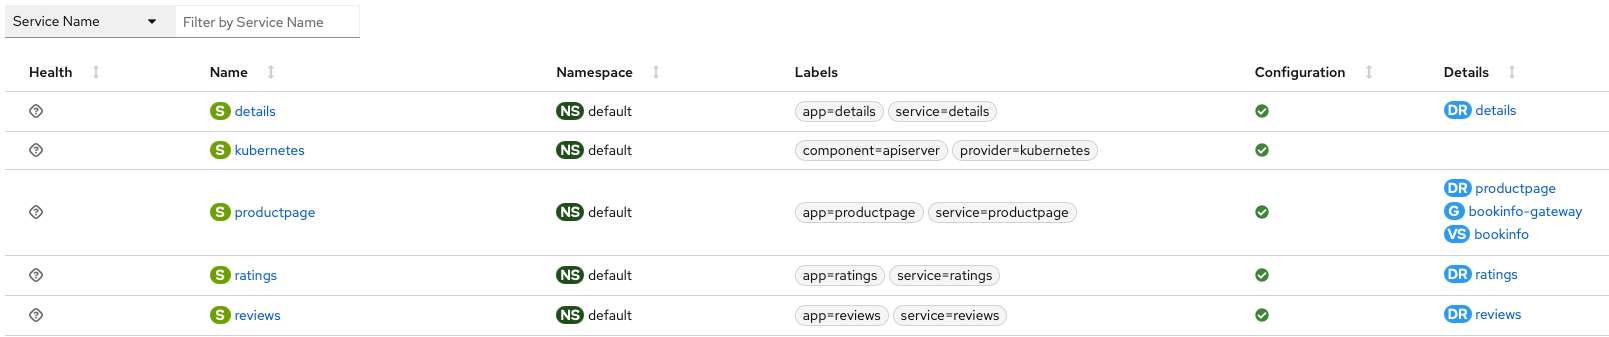 Service Name Filter by Service Name
Health Name Namespace Labels Configuration Details
S details NS default app=details service=details DR details
S kubernetes NS default component=apiserver provider=kubernetes
S productpage NS default app=productpage service=productpage DR productpage
G bookinfo-gateway
VS bookinfo
S ratings NS default app=ratings service=ratings DR ratings
S reviews NS default app=reviews service=reviews DR reviews